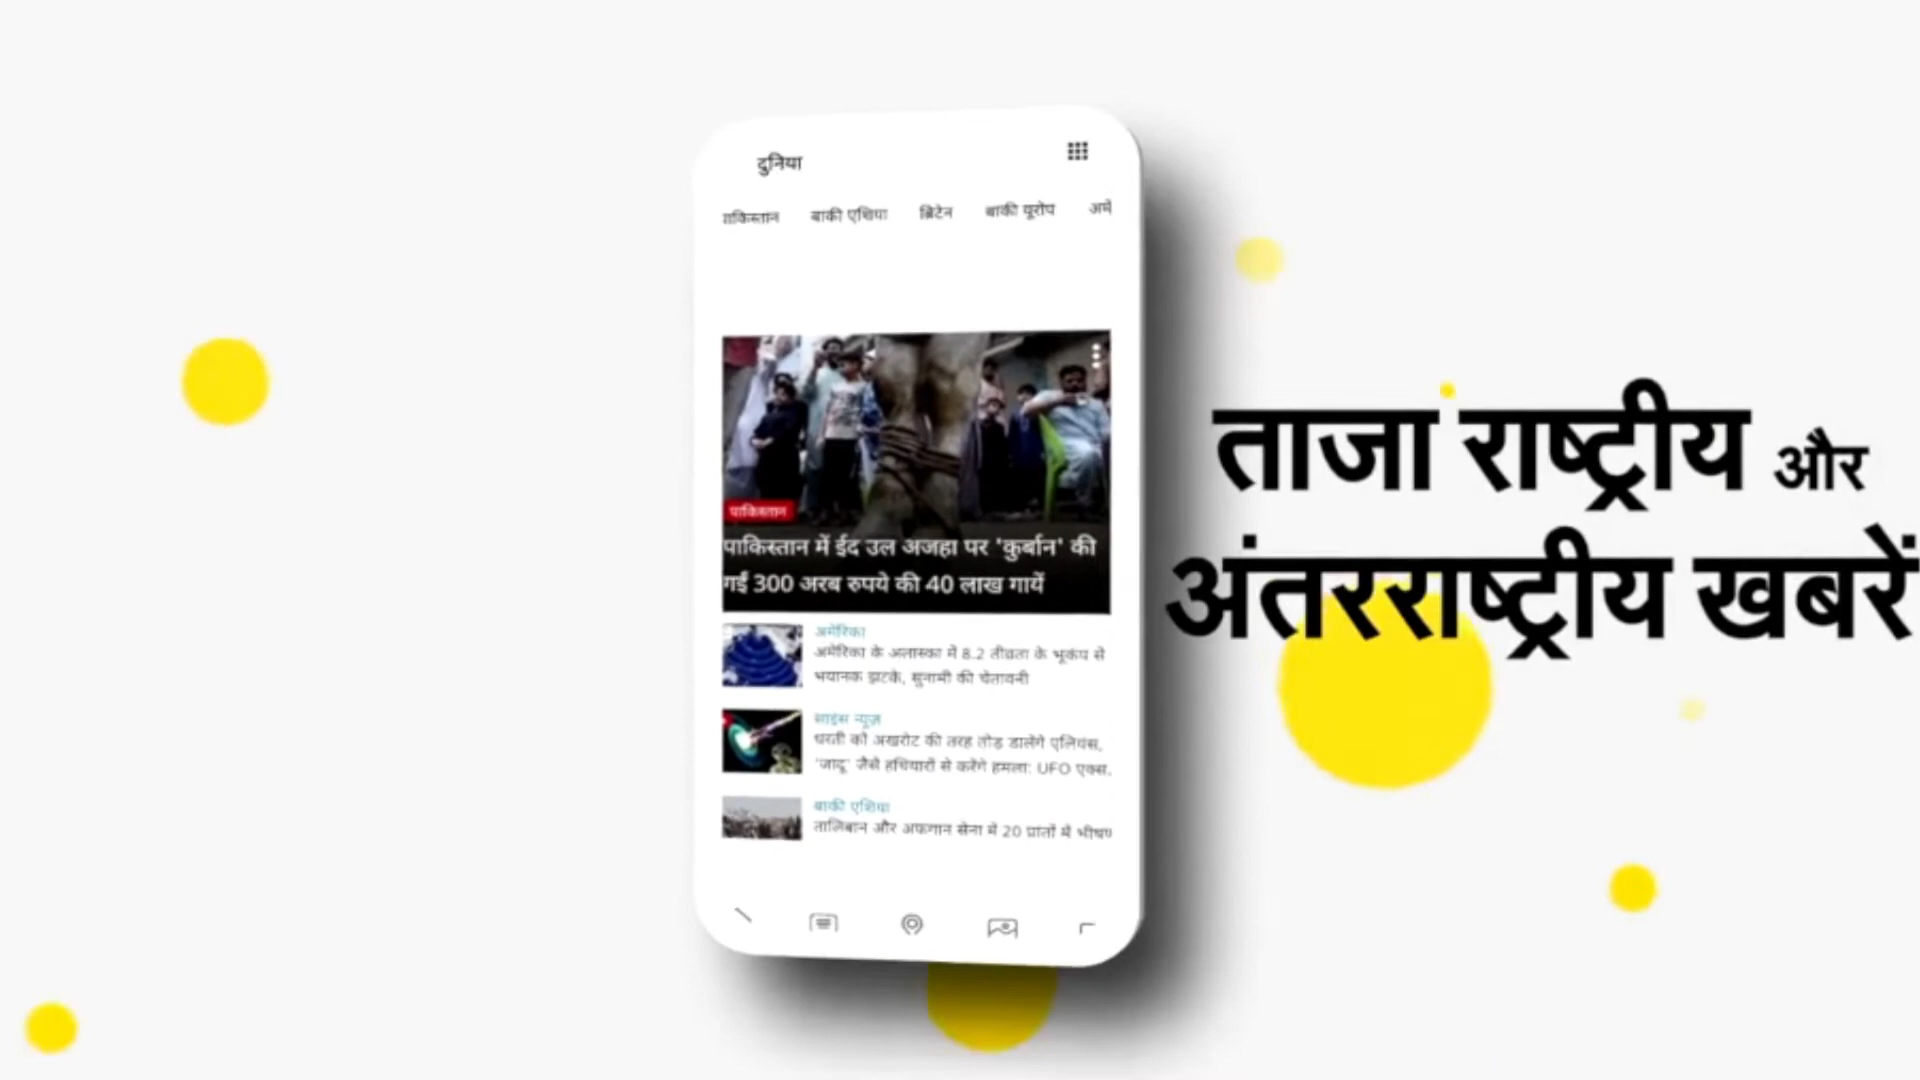 दुनिया
बाकी एशिया ब्रिटेन बाकी यूरोप
पाकिस्तान
पाकिस्तान में ईद उल अजहा पर 'कुर्बान' की
गईं 300 अरब रुपये की 40 लाख गायें
अमेरिका
अमेरिका के अलास्का में 8.2 तीव्रता के भूकंप से
भयानक झटके, सुनामी की चेतावनी
साइंस न्यूज़
धरती को अखरोट की तरह तोड़ डालेंगे एलियंस,
'जादू' जैसे हथियारों से करेंगे हमला: UFO एक्स.
बाकी एशिया
तालिबान और अफगान सेना में 20 प्रांतों में
ताजा राष्ट्रीय और
अंतरराष्ट्रीय खबरें